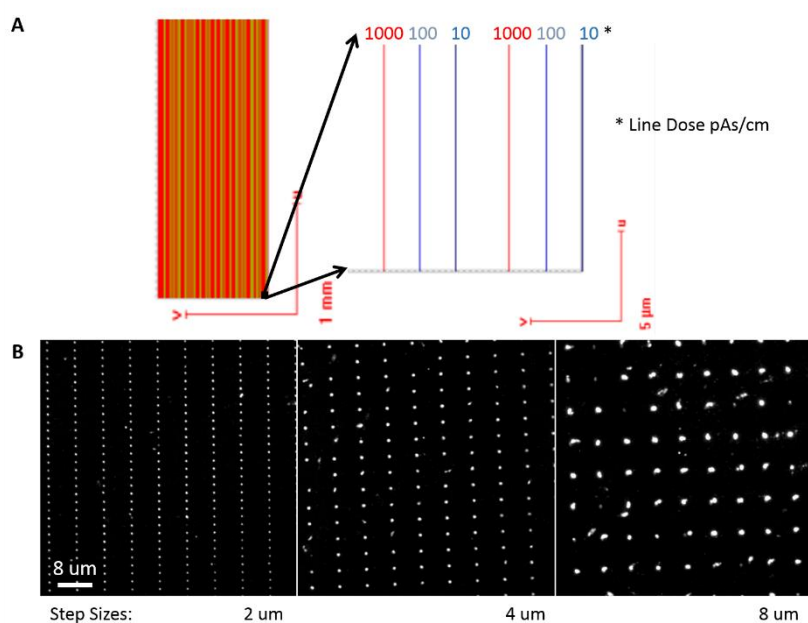 A
1000 100 10 1000 100 10 *
* Line Dose pAs/cm
u
v
1 mm
u
v
5 µm
B
8 um
Step Sizes: 2 um 4 um 8 um